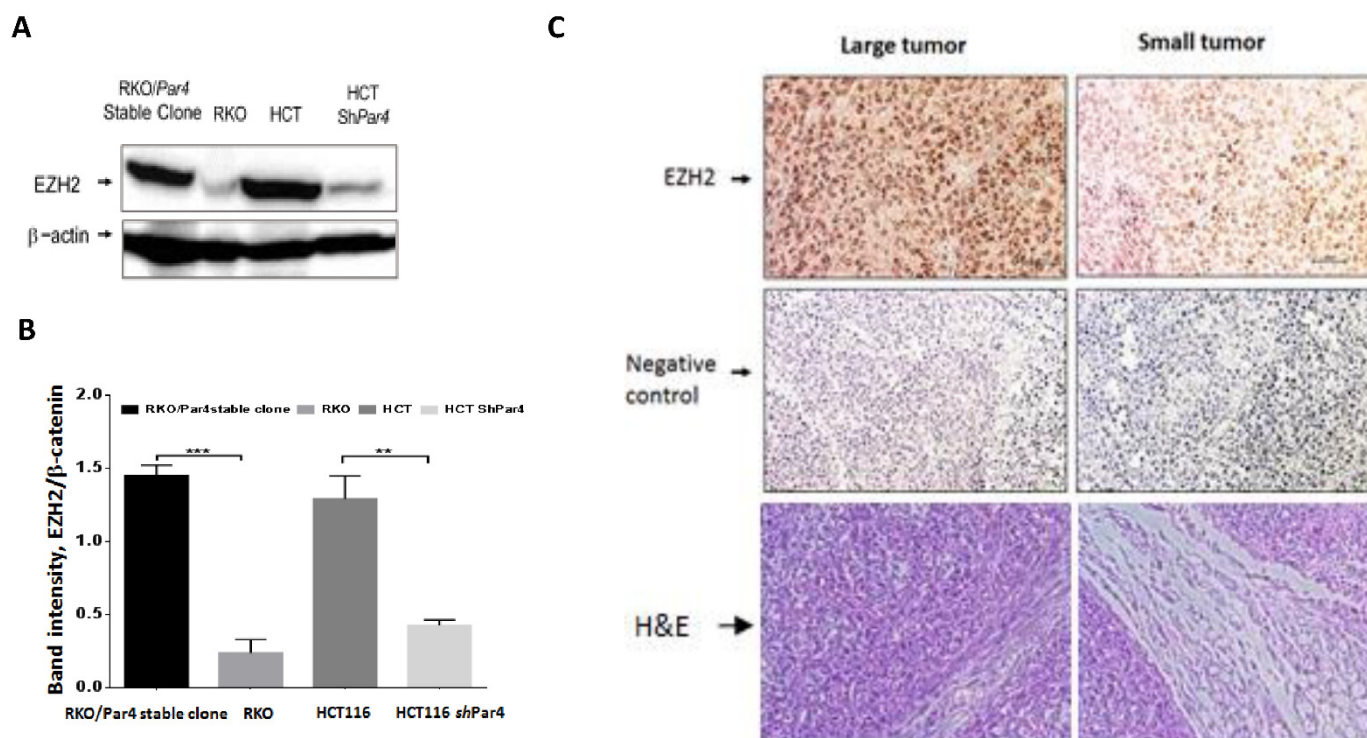 A
RKO/Par4
Stable Clone
RKO
HCT
HCT
ShPar4
EZH2
β-actin
B
Band intensity, EZH2/β-catenin
2.0
1.5
1.0
0.5
0.0
RKO/Par4stable clone
RKO
HCT
HCT ShPar4
***
**
RKO/Par4 stable clone
RKO
HCT116
HCT116 shPar4
C
Large tumor
Small tumor
EZH2
Negative
control
H&E